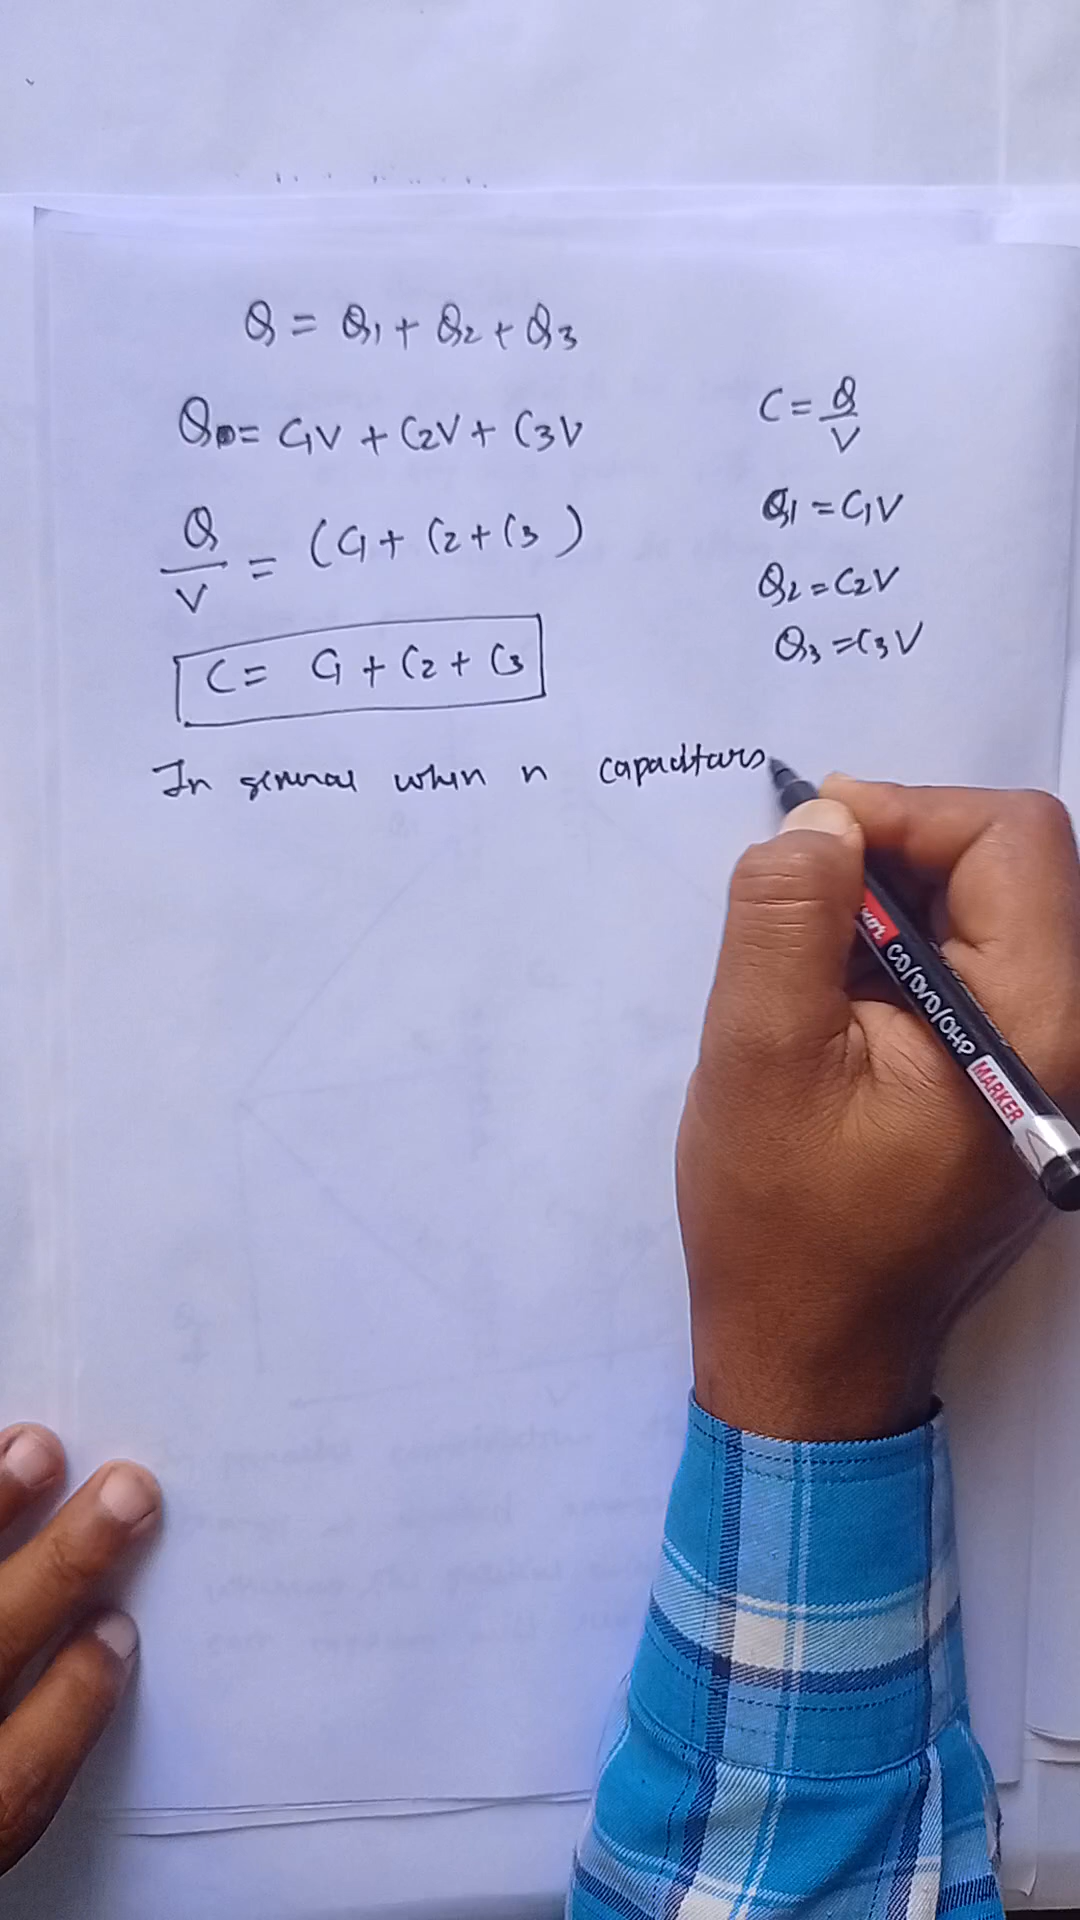 Q = Q1 + Q2 + Q3
Q = C1V + C2V + C3V
Q/V = (C1 + C2 + C3)
C = C1 + C2 + C3
In general when n capacitars
C = Q/V
Q1 = C1V
Q2 = C2V
Q3 = C3V
CD/DVD/OHP MARKER